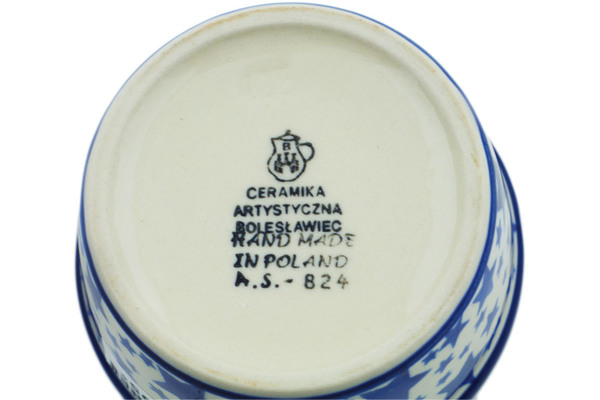 B
CERAMIKA
ARTYSTYCZNA
BOLESŁAWIEC
HAND MADE
IN POLAND
A.S.-824